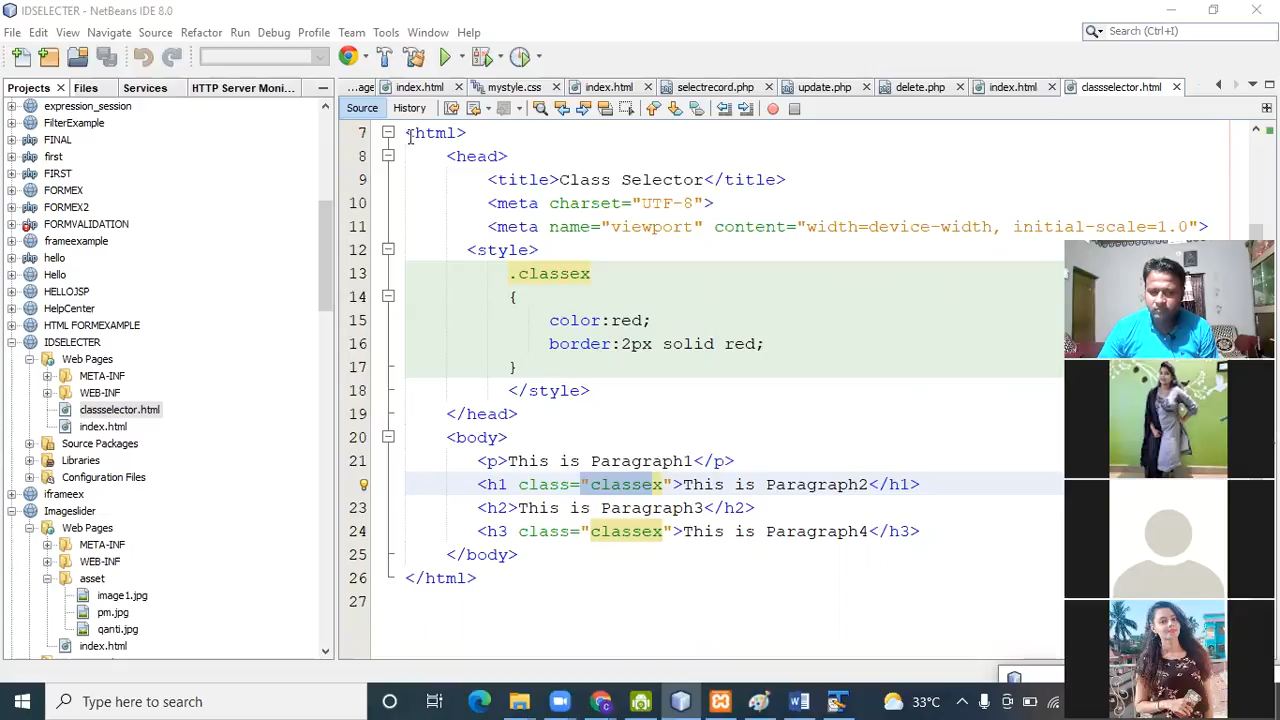 IDSELECTER - NetBeans IDE 8.0
File Edit View Navigate Source Refactor Run Debug Profile Team Tools Window Help
Search (Ctrl+I)
Projects Files Services HTTP Server Moni...
...age index.html mystyle.css index.html selectrecord.php update.php delete.php index.html classselector.html
Source History
expression_session
FilterExample
FINAL
first
FIRST
FORMEX
FORMEX2
FORMVALIDATION
frameexample
hello
Hello
HELLOJSP
HelpCenter
HTML FORMEXAMPLE
IDSELECTER
Web Pages
META-INF
WEB-INF
classselector.html
index.html
Source Packages
Libraries
Configuration Files
iframeex
Imageslider
Web Pages
META-INF
WEB-INF
asset
image1.jpg
pm.jpg
qanti.jpg
index.html
7 <html>
8 <head>
9 <title>Class Selector</title>
10 <meta charset="UTF-8">
11 <meta name="viewport" content="width=device-width, initial-scale=1.0">
12 <style>
13 .classex
14 {
15 color:red;
16 border:2px solid red;
17 }
18 </style>
19 </head>
20 <body>
21 <p>This is Paragraph1</p>
22 <h1 class="classex">This is Paragraph2</h1>
23 <h2>This is Paragraph3</h2>
24 <h3 class="classex">This is Paragraph4</h3>
25 </body>
26 </html>
27
Type here to search
33°C